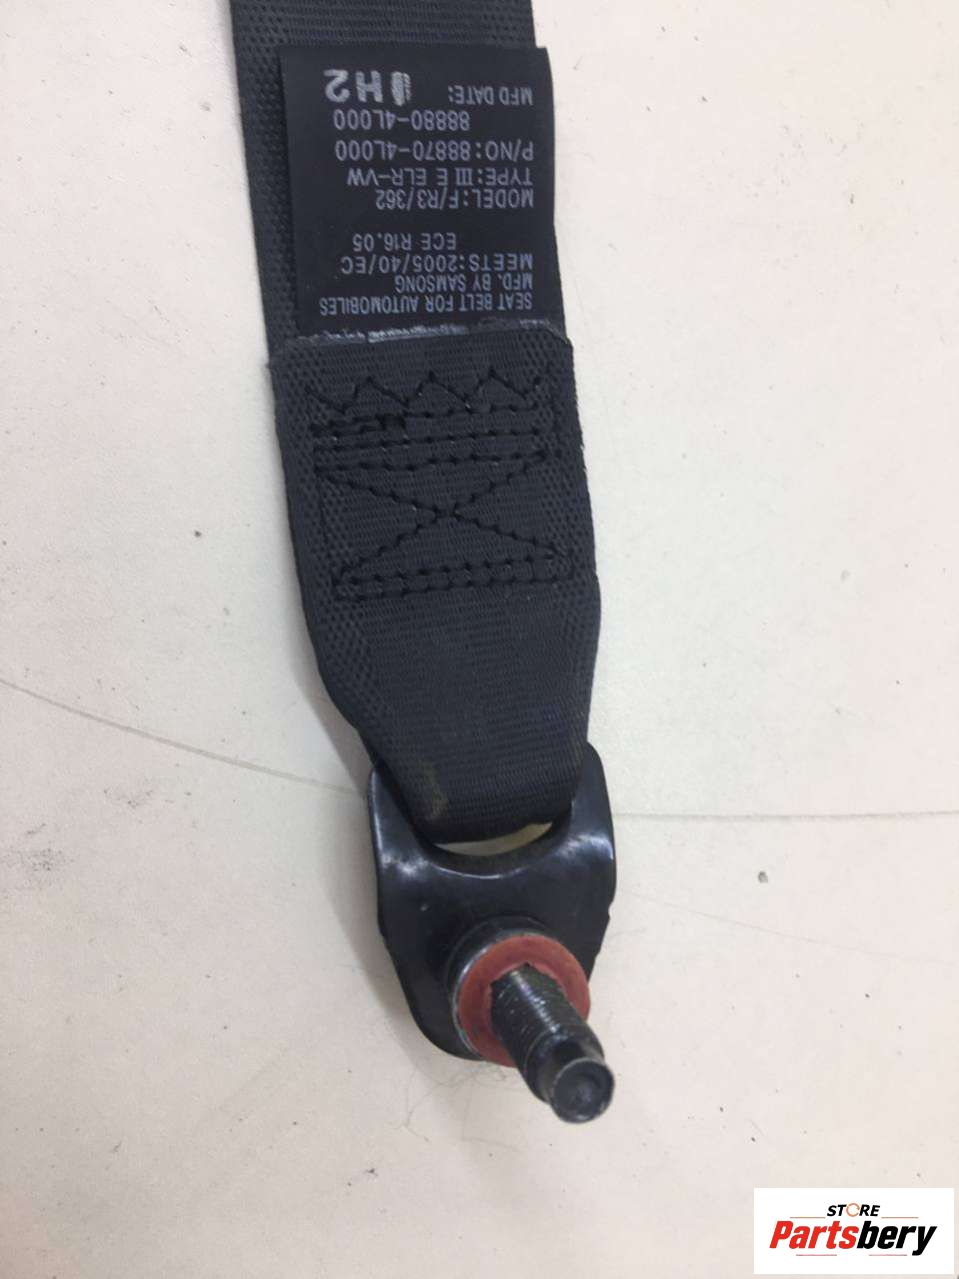 SEAT BELT FOR AUTOMOBILES
MFD. BY SAMSONG
MEETS:2005/40/EC
ECE R16.05
MODEL:F/R3/362
TYPE:III E ELR-VW
P/NO:88870-4L000
88880-4L000
MFD DATE:
H2
STORE
Partsbery